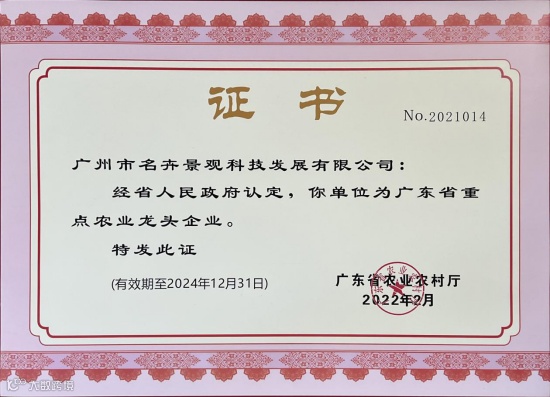 证书
No.2021014
广州市名卉景观科技发展有限公司：
经省人民政府认定，你单位为广东省重
点农业龙头企业。
特发此证
(有效期至2024年12月31日)
广东省农业农村厅
2022年2月
大数跨境